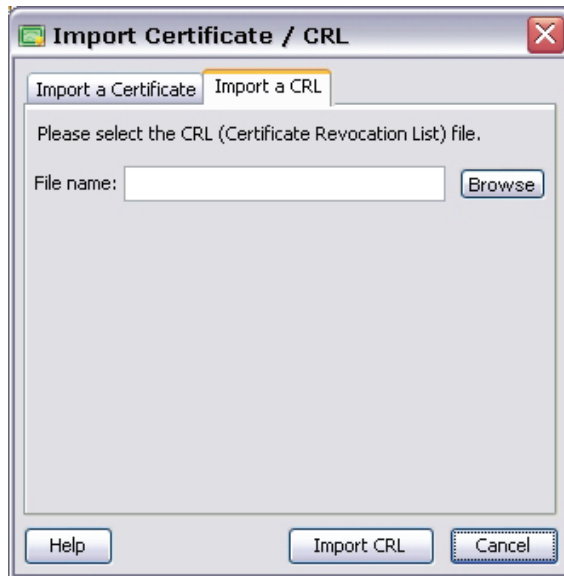 Import Certificate / CRL
Import a Certificate Import a CRL
Please select the CRL (Certificate Revocation List) file.
File name: Browse
Help Import CRL Cancel